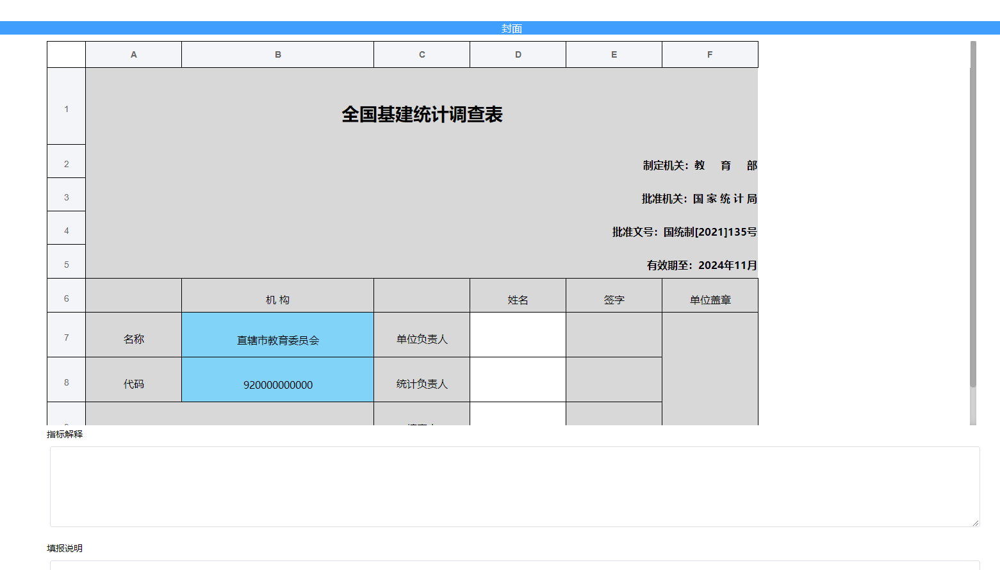 封面
A B C D E F
1 全国基建统计调查表
2 制定机关：教 育 部
3 批准机关：国 家 统 计 局
4 批准文号：国统制[2021]135号
5 有效期至：2024年11月
6 机 构 姓名 签字 单位盖章
7 名称 直辖市教育委员会 单位负责人
8 代码 920000000000 统计负责人
指标解释
填报说明